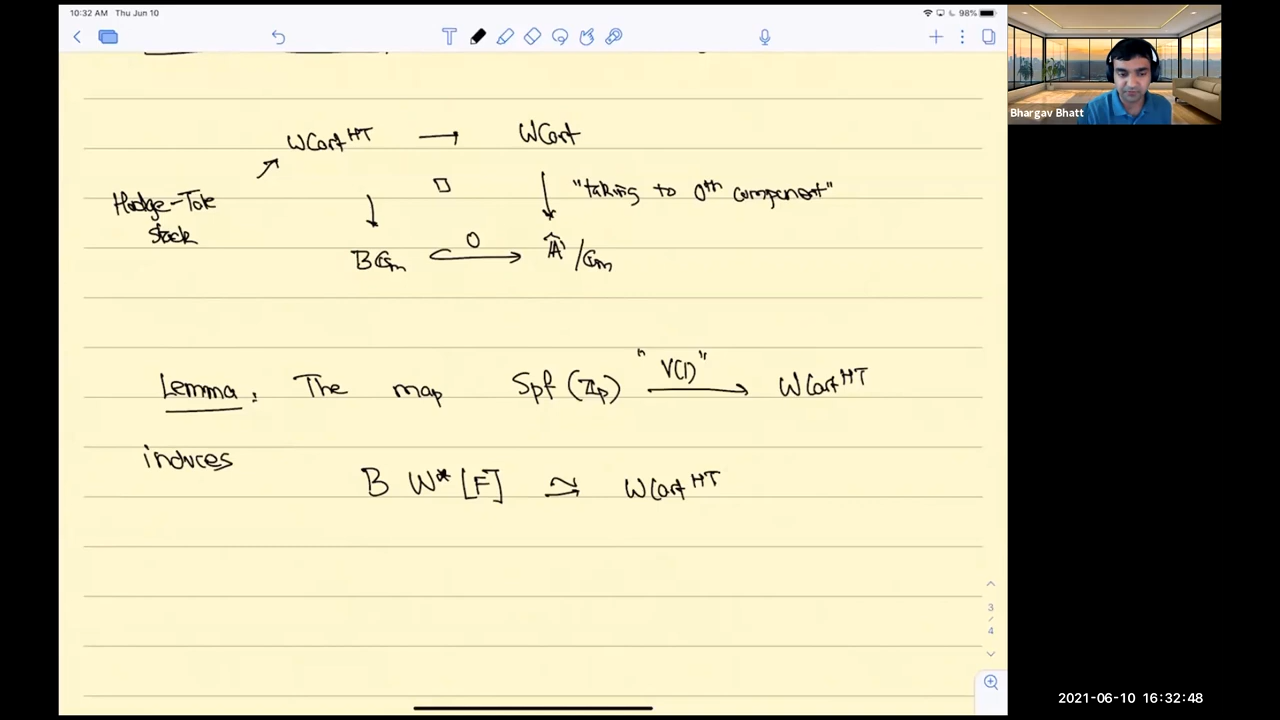 10:32 AM Thu Jun 10
98%
Bhargav Bhatt
WCart^HT → WCart
Hodge-Tate
stack
"taking to 0th component"
BG_m ↪ 0 Â/G_m
Lemma: The map Spf (Z_p) "V(1)" → WCart^HT
induces
B W*[F] ≃ WCart^HT
3
/
4
2021-06-10 16:32:48